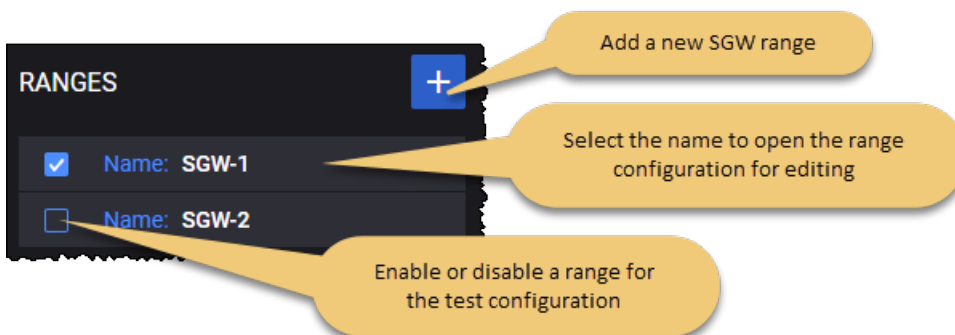 Add a new SGW range
RANGES
+
Select the name to open the range
configuration for editing
Name: SGW-1
Name: SGW-2
Enable or disable a range for
the test configuration